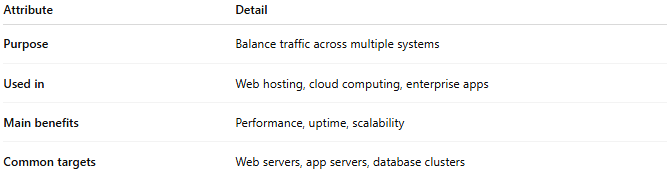 Attribute Detail
Purpose Balance traffic across multiple systems
Used in Web hosting, cloud computing, enterprise apps
Main benefits Performance, uptime, scalability
Common targets Web servers, app servers, database clusters